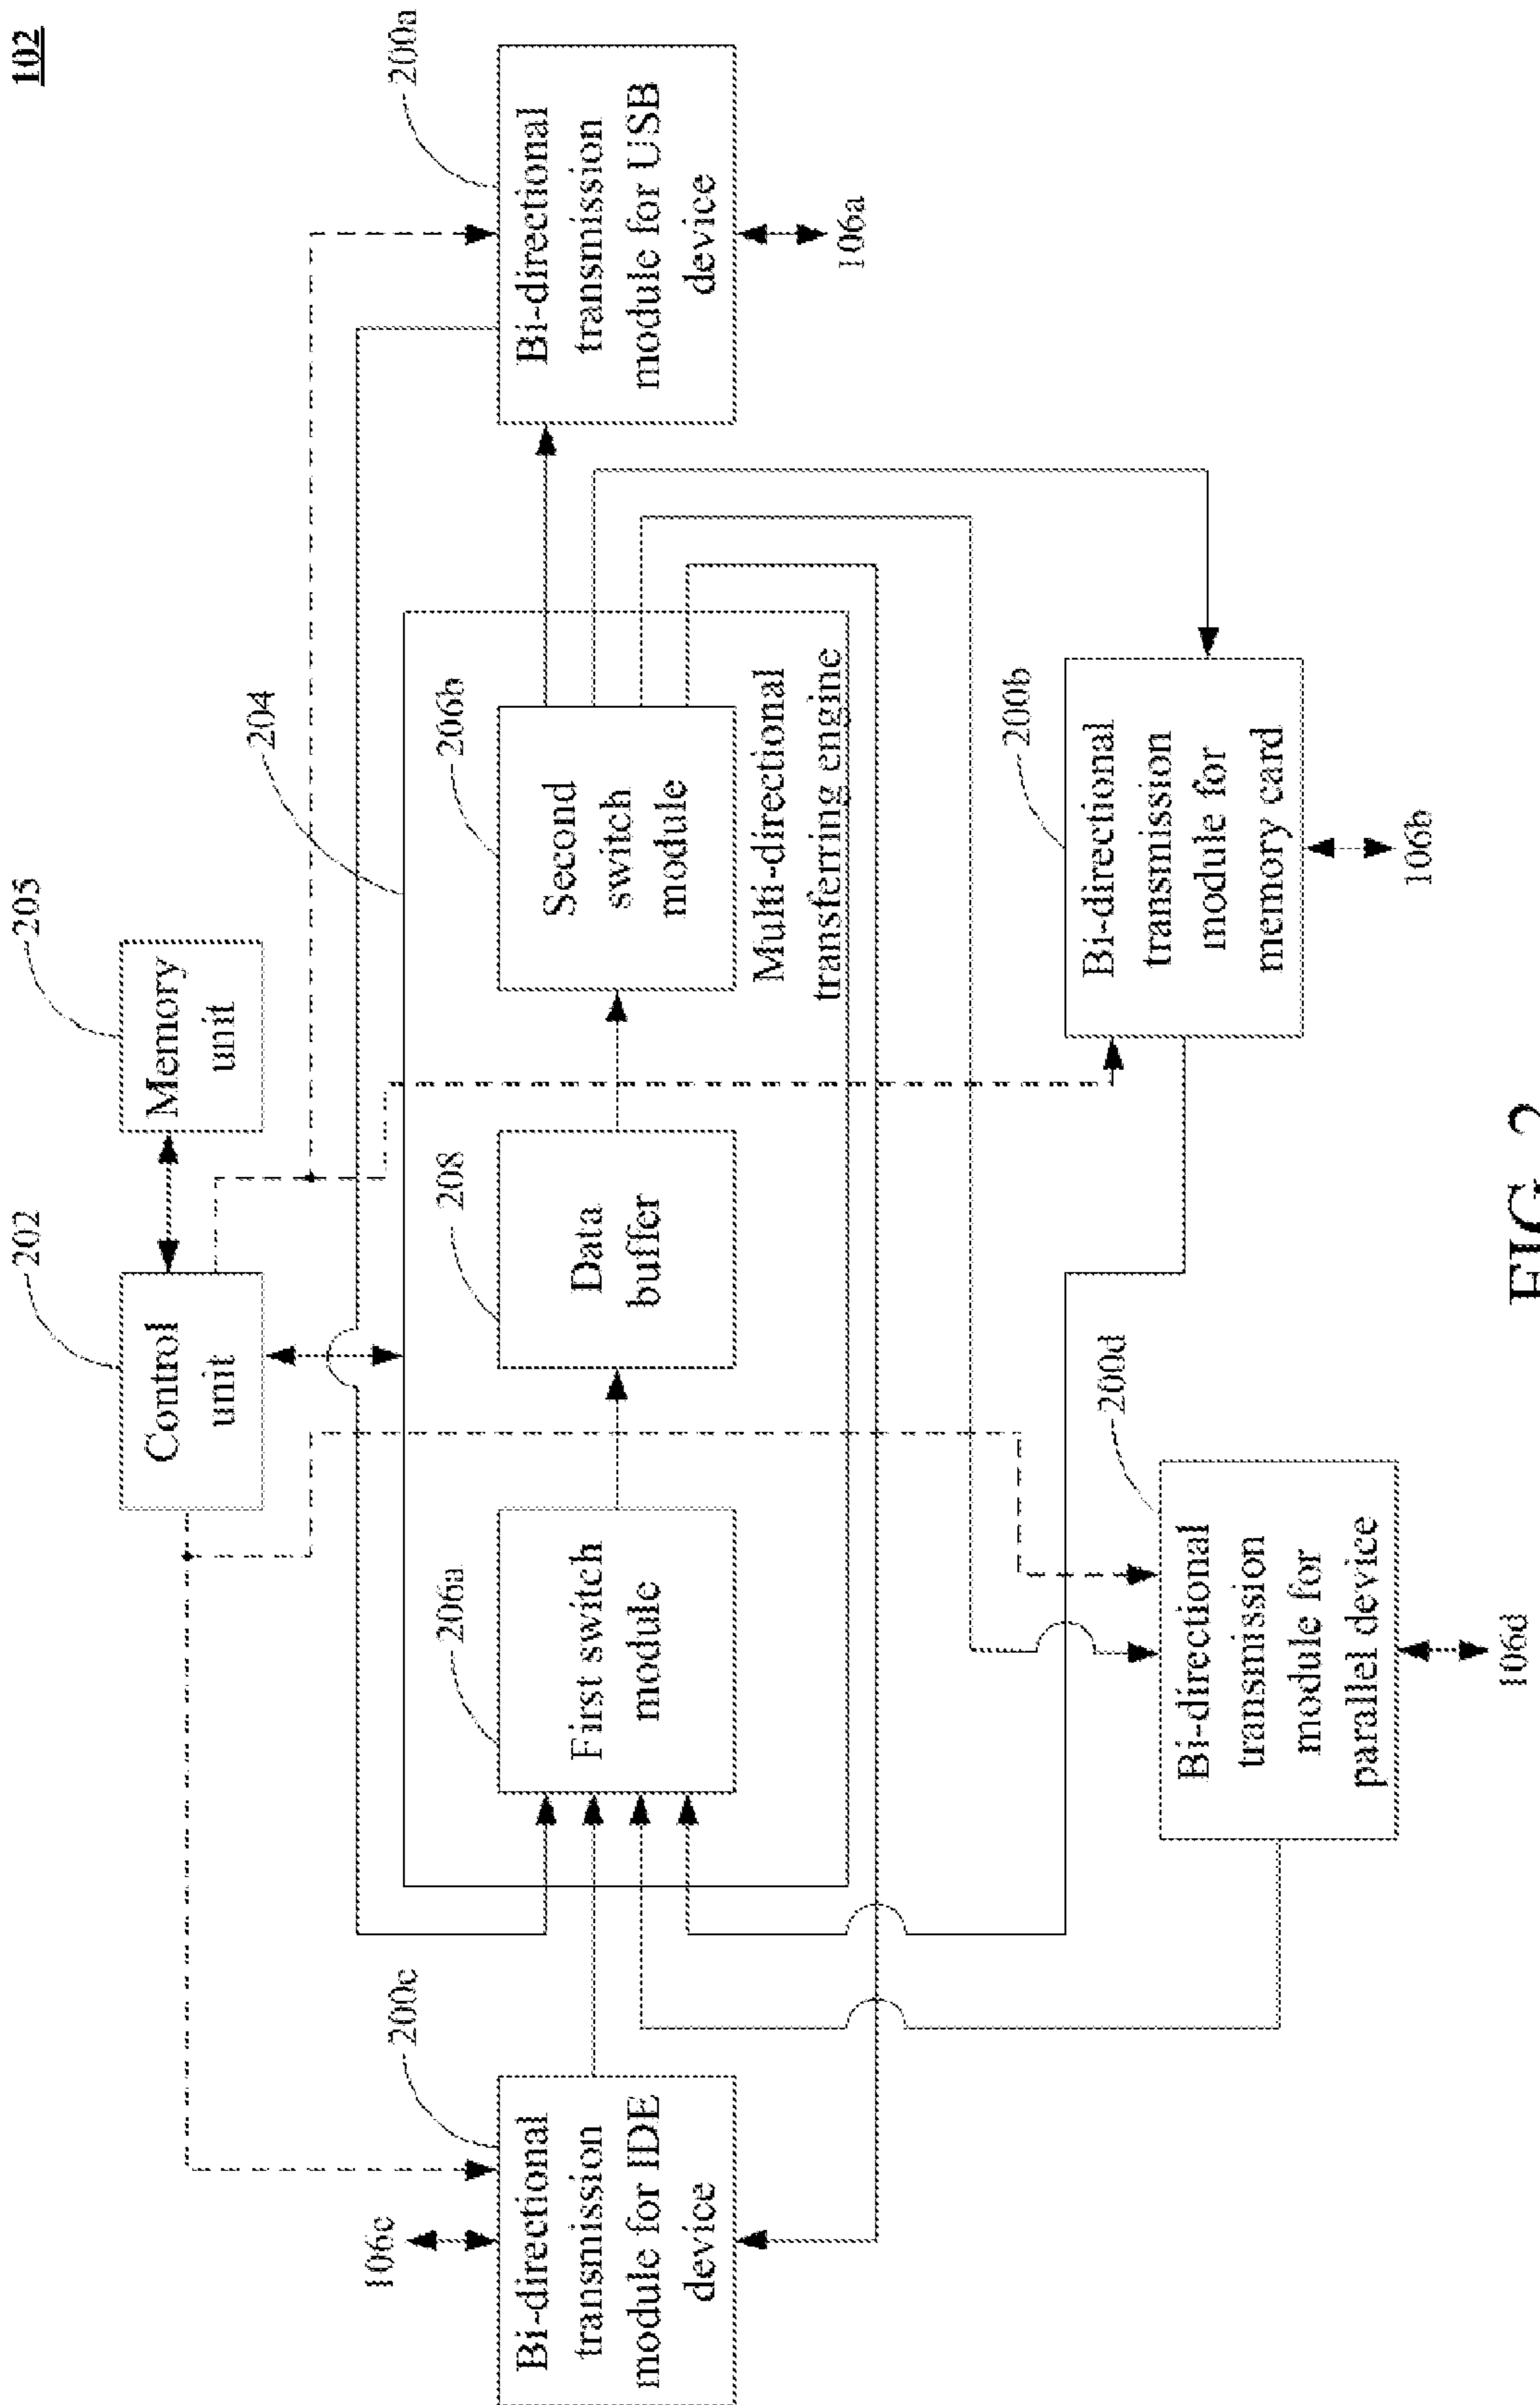 102
202
205
Control
unit
Memory
unit
204
200c
206a
208
206b
200a
106c
Bi-directional
transmission
module for IDE
device
First switch
module
Data
buffer
Second
switch
module
Bi-directional
transmission
module for USB
device
Multi-directional
transferring engine
106a
200d
200b
Bi-directional
transmission
module for
parallel device
Bi-directional
transmission
module for
memory card
106d
106b
FIG. 2